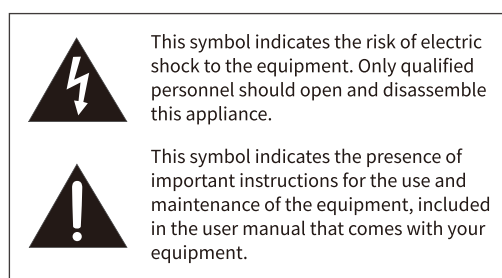 This symbol indicates the risk of electric
shock to the equipment. Only qualified
personnel should open and disassemble
this appliance.
This symbol indicates the presence of
important instructions for the use and
maintenance of the equipment, included
in the user manual that comes with your
equipment.